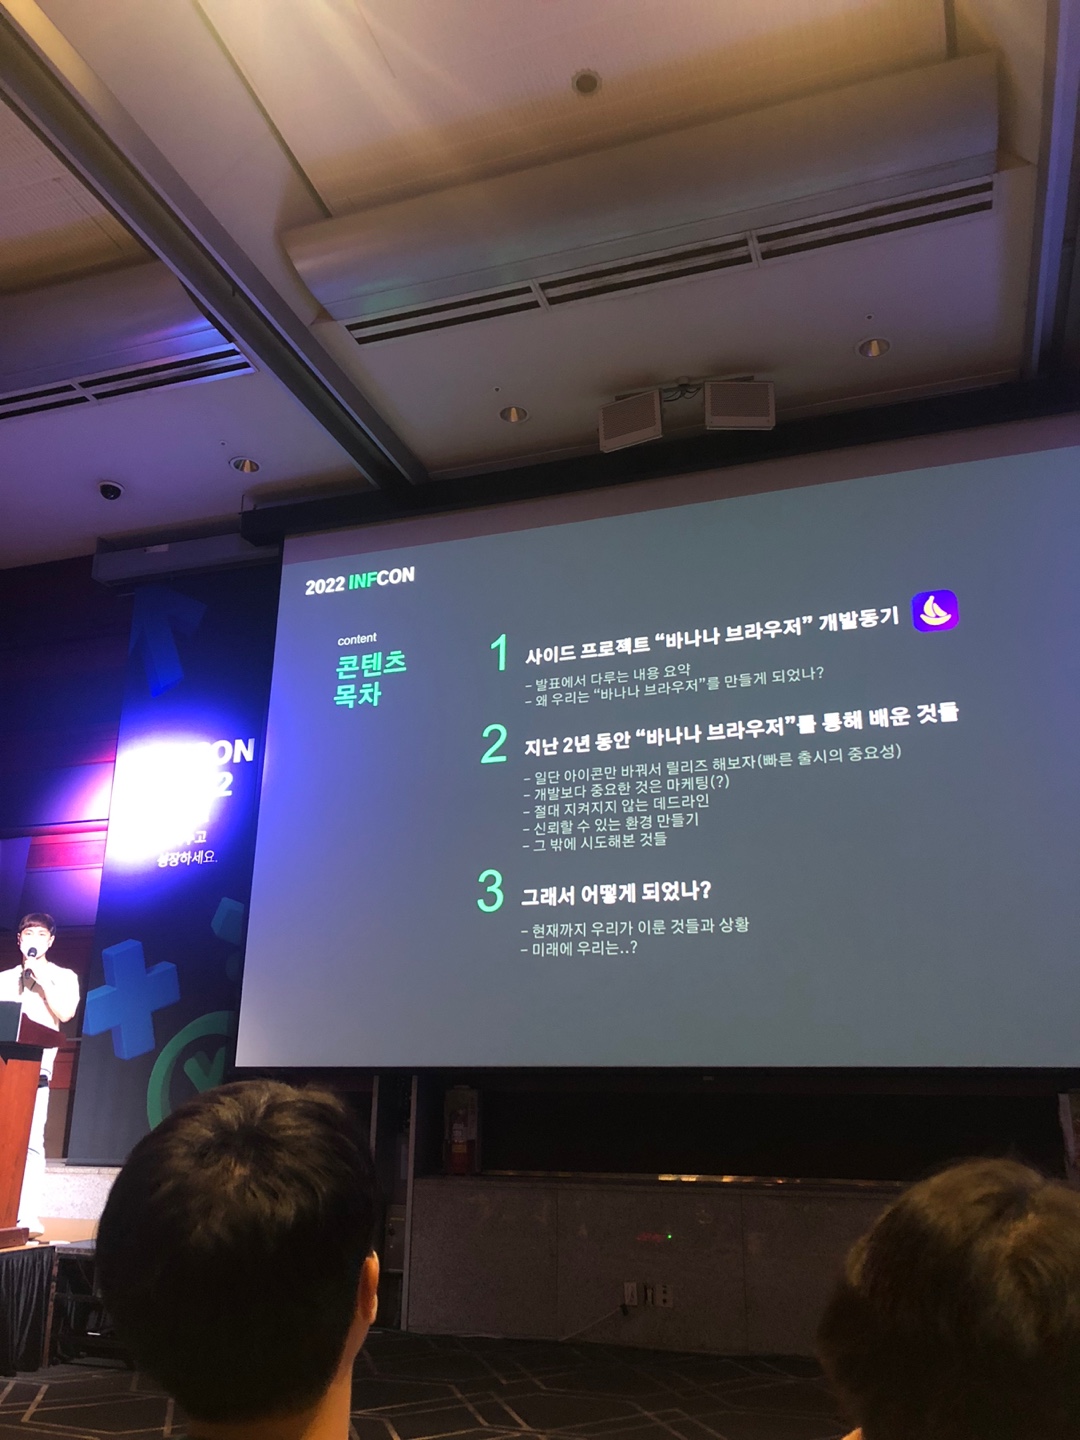 2022 INFCON
content
콘텐츠
목차
1 사이드 프로젝트 “바나나 브라우저” 개발동기
- 발표에서 다루는 내용 요약
- 왜 우리는 “바나나 브라우저”를 만들게 되었나?
2 지난 2년 동안 “바나나 브라우저”를 통해 배운 것들
- 일단 아이콘만 바꿔서 릴리즈 해보자(빠른 출시의 중요성)
- 개발보다 중요한 것은 마케팅(?)
- 절대 지켜지지 않는 데드라인
- 신뢰할 수 있는 환경 만들기
- 그 밖에 시도해본 것들
3 그래서 어떻게 되었나?
- 현재까지 우리가 이룬 것들과 상황
- 미래에 우리는..?
CON
2
성장하세요.